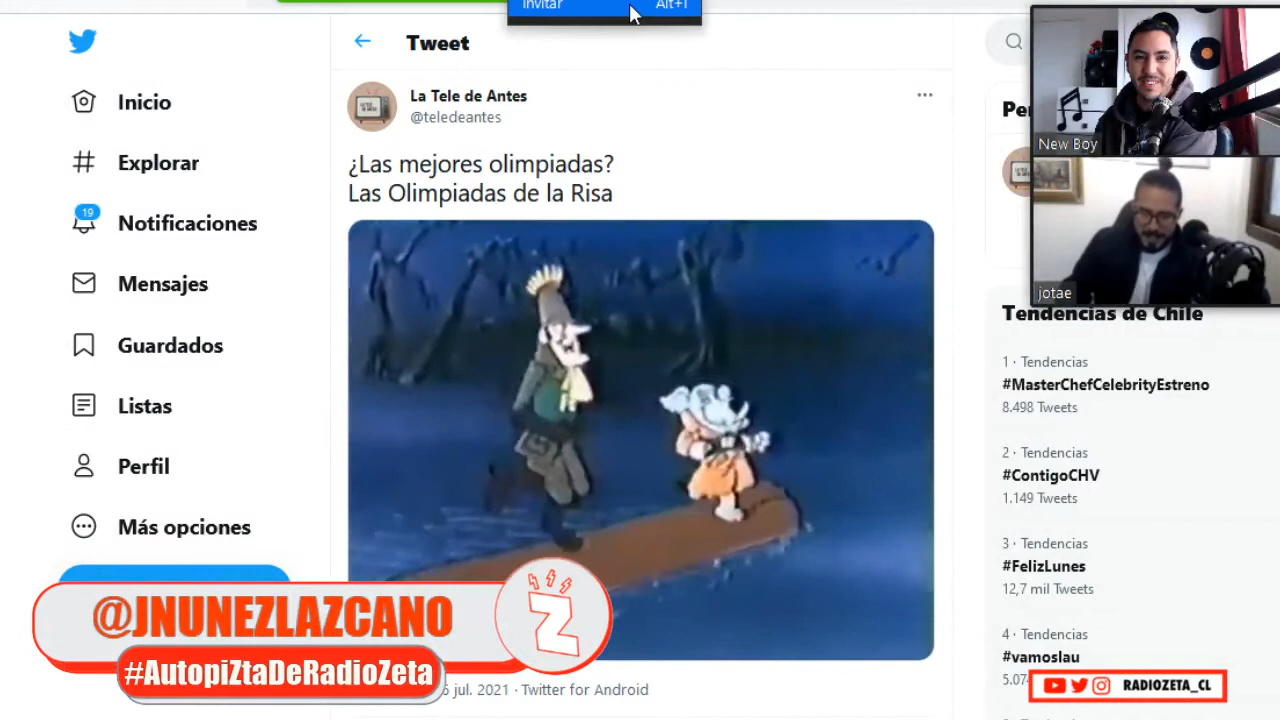 Invitar Alt+I
Tweet
La Tele de Antes
@teledeantes
¿Las mejores olimpiadas?
Las Olimpiadas de la Risa
Inicio
Explorar
19
Notificaciones
Mensajes
Guardados
Listas
Perfil
Más opciones
@JNUNEZLAZCANO
Z
#AutopiZtaDeRadioZeta
jul. 2021 · Twitter for Android
New Boy
jotae
Tendencias de Chile
1 · Tendencias
#MasterChefCelebrityEstreno
8.498 Tweets
2 · Tendencias
#ContigoCHV
1.149 Tweets
3 · Tendencias
#FelizLunes
12,7 mil Tweets
4 · Tendencias
#vamoslau
RADIOZETA_CL